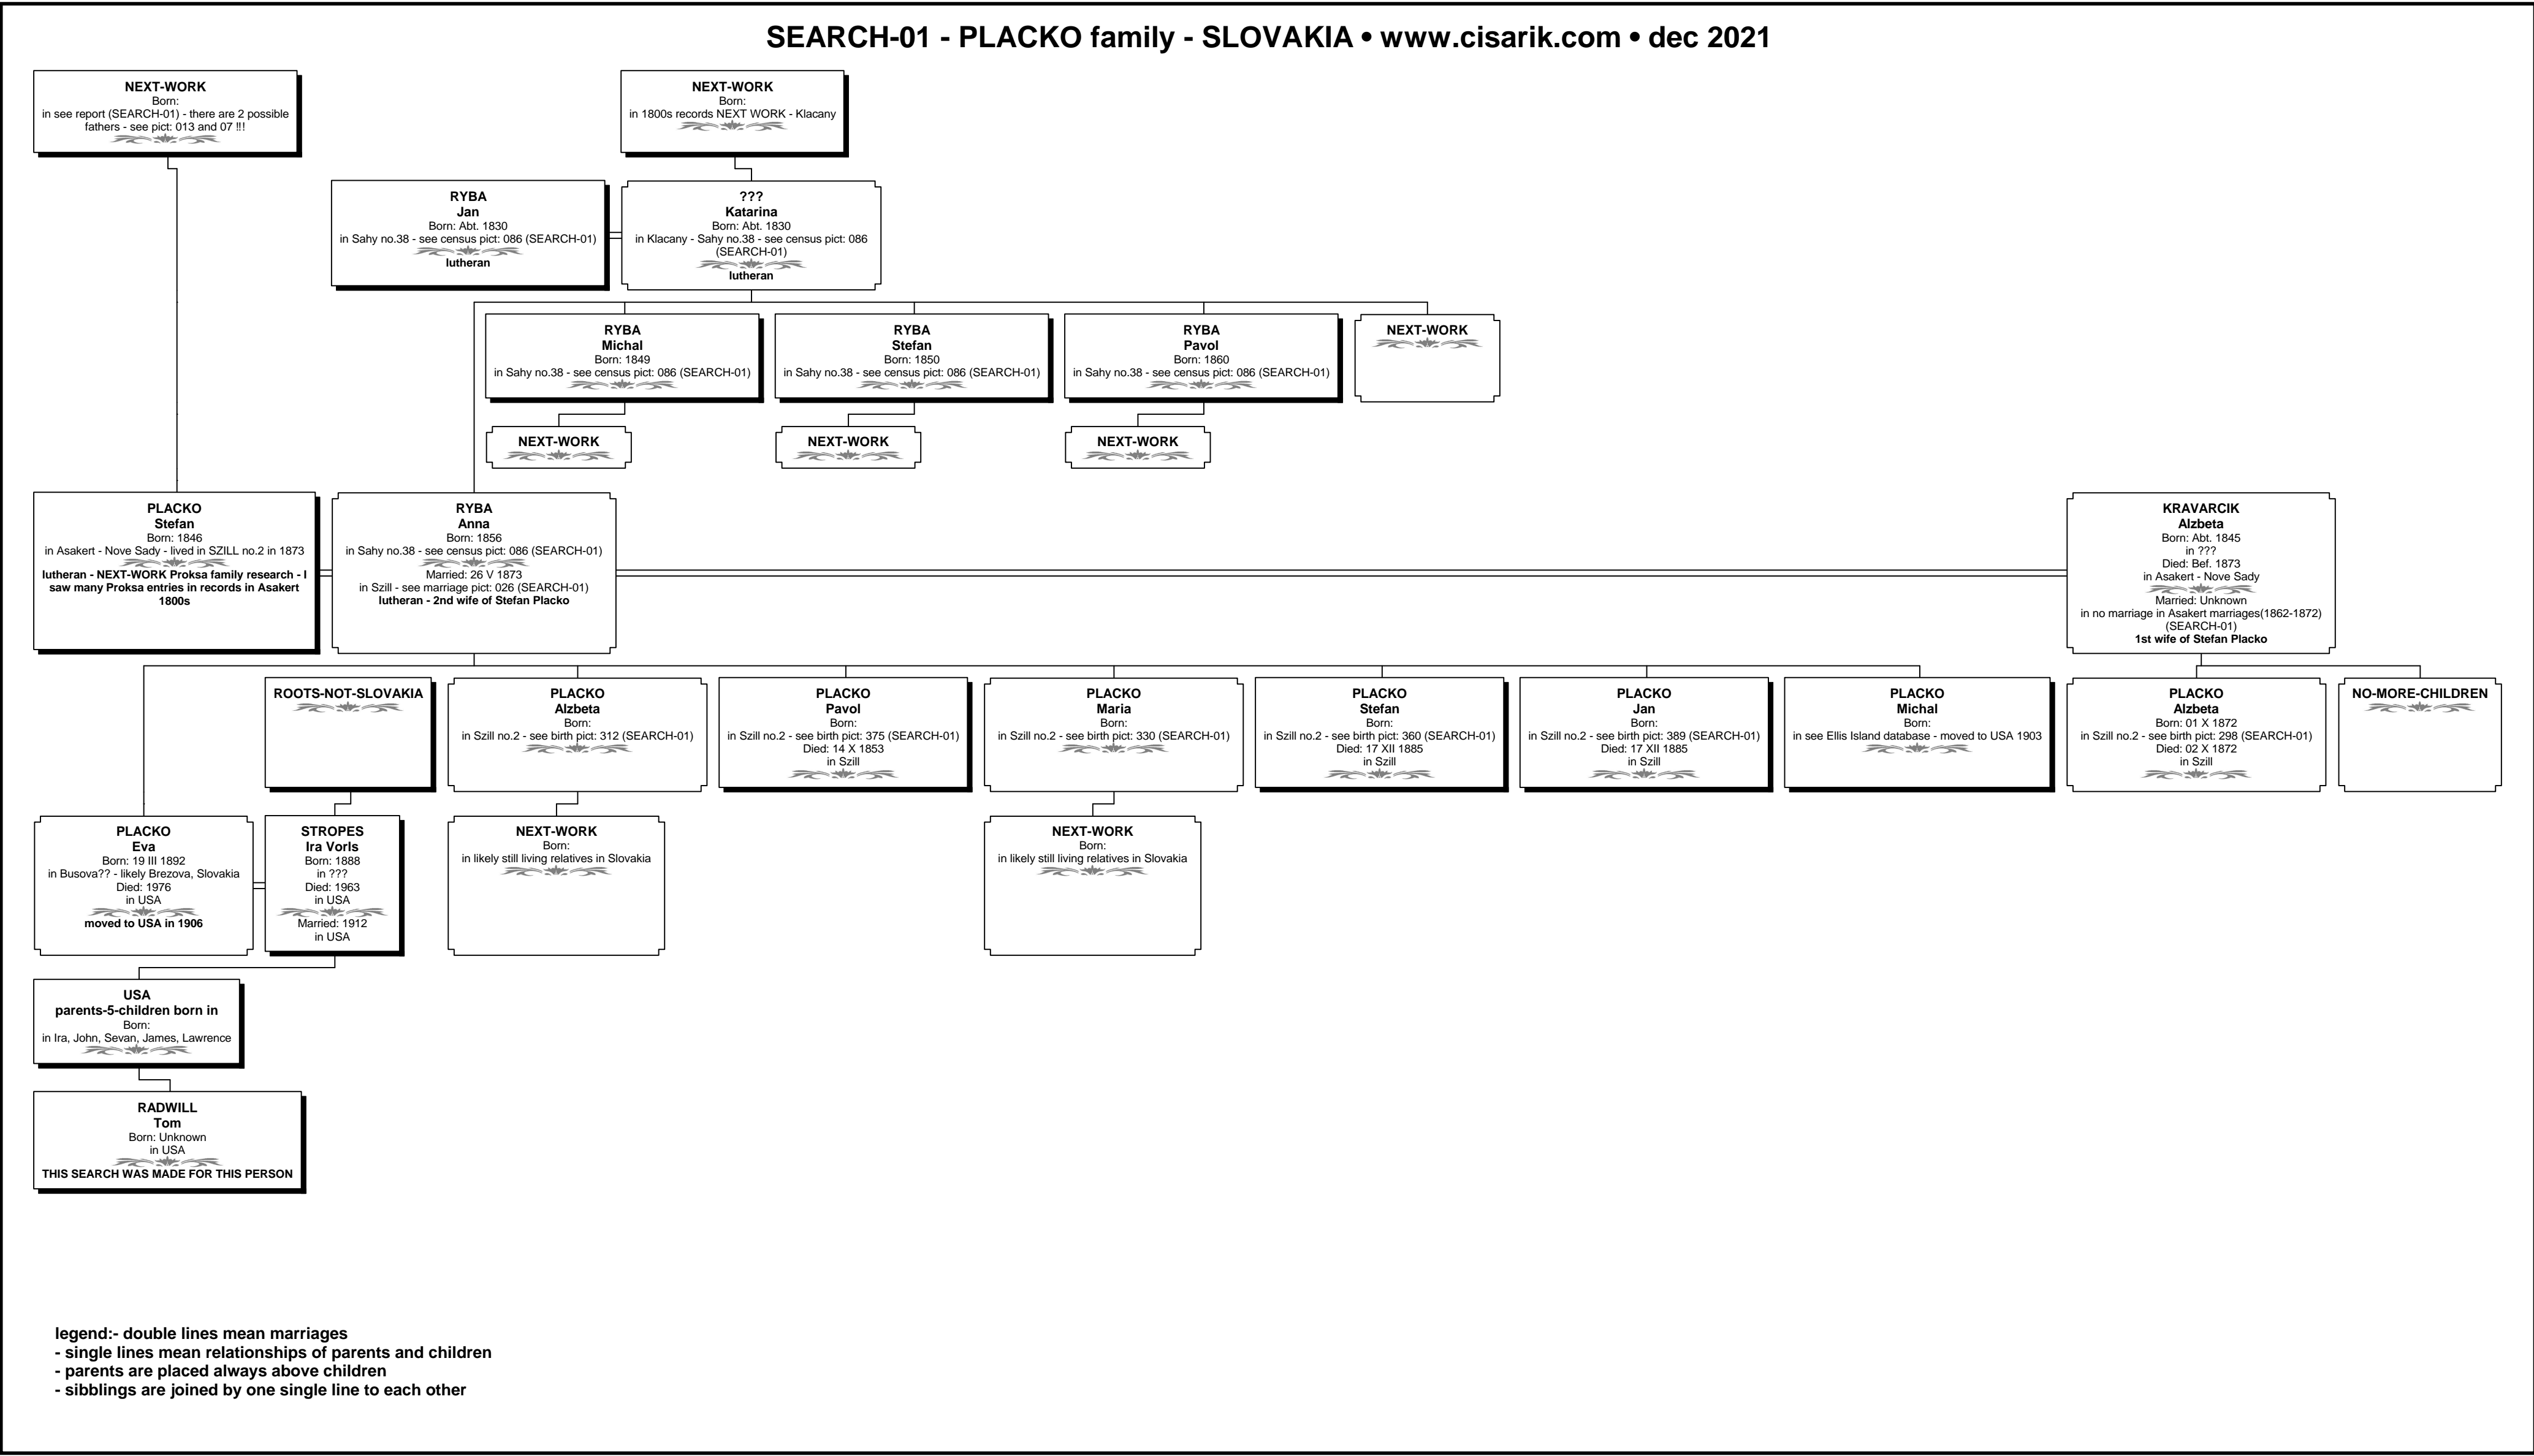 SEARCH-01 - PLACKO family - SLOVAKIA • www.cisarik.com • dec 2021
NEXT-WORK
Born:
in see report (SEARCH-01) - there are 2 possible
fathers - see pict: 013 and 07 !!!
NEXT-WORK
Born:
in 1800s records NEXT WORK - Klacany
RYBA
Jan
Born: Abt. 1830
in Sahy no.38 - see census pict: 086 (SEARCH-01)
lutheran
???
Katarina
Born: Abt. 1830
in Klacany - Sahy no.38 - see census pict: 086
(SEARCH-01)
lutheran
RYBA
Michal
Born: 1849
in Sahy no.38 - see census pict: 086 (SEARCH-01)
RYBA
Stefan
Born: 1850
in Sahy no.38 - see census pict: 086 (SEARCH-01)
RYBA
Pavol
Born: 1860
in Sahy no.38 - see census pict: 086 (SEARCH-01)
NEXT-WORK
NEXT-WORK
NEXT-WORK
NEXT-WORK
PLACKO
Stefan
Born: 1846
in Asakert - Nove Sady - lived in SZILL no.2 in 1873
lutheran - NEXT-WORK Proksa family research - I
saw many Proksa entries in records in Asakert
1800s
RYBA
Anna
Born: 1856
in Sahy no.38 - see census pict: 086 (SEARCH-01)
Married: 26 V 1873
in Szill - see marriage pict: 026 (SEARCH-01)
lutheran - 2nd wife of Stefan Placko
KRAVARCIK
Alzbeta
Born: Abt. 1845
in ???
Died: Bef. 1873
in Asakert - Nove Sady
Married: Unknown
in no marriage in Asakert marriages(1862-1872)
(SEARCH-01)
1st wife of Stefan Placko
ROOTS-NOT-SLOVAKIA
PLACKO
Alzbeta
Born:
in Szill no.2 - see birth pict: 312 (SEARCH-01)
PLACKO
Pavol
Born:
in Szill no.2 - see birth pict: 375 (SEARCH-01)
Died: 14 X 1853
in Szill
PLACKO
Maria
Born:
in Szill no.2 - see birth pict: 330 (SEARCH-01)
PLACKO
Stefan
Born:
in Szill no.2 - see birth pict: 360 (SEARCH-01)
Died: 17 XII 1885
in Szill
PLACKO
Jan
Born:
in Szill no.2 - see birth pict: 389 (SEARCH-01)
Died: 17 XII 1885
in Szill
PLACKO
Michal
Born:
in see Ellis Island database - moved to USA 1903
PLACKO
Alzbeta
Born: 01 X 1872
in Szill no.2 - see birth pict: 298 (SEARCH-01)
Died: 02 X 1872
in Szill
NO-MORE-CHILDREN
PLACKO
Eva
Born: 19 III 1892
in Busova?? - likely Brezova, Slovakia
Died: 1976
in USA
moved to USA in 1906
STROPES
Ira Vorls
Born: 1888
in ???
Died: 1963
in USA
Married: 1912
in USA
NEXT-WORK
Born:
in likely still living relatives in Slovakia
NEXT-WORK
Born:
in likely still living relatives in Slovakia
USA
parents-5-children born in
Born:
in Ira, John, Sevan, James, Lawrence
RADWILL
Tom
Born: Unknown
in USA
THIS SEARCH WAS MADE FOR THIS PERSON
legend:- double lines mean marriages
- single lines mean relationships of parents and children
- parents are placed always above children
- sibblings are joined by one single line to each other